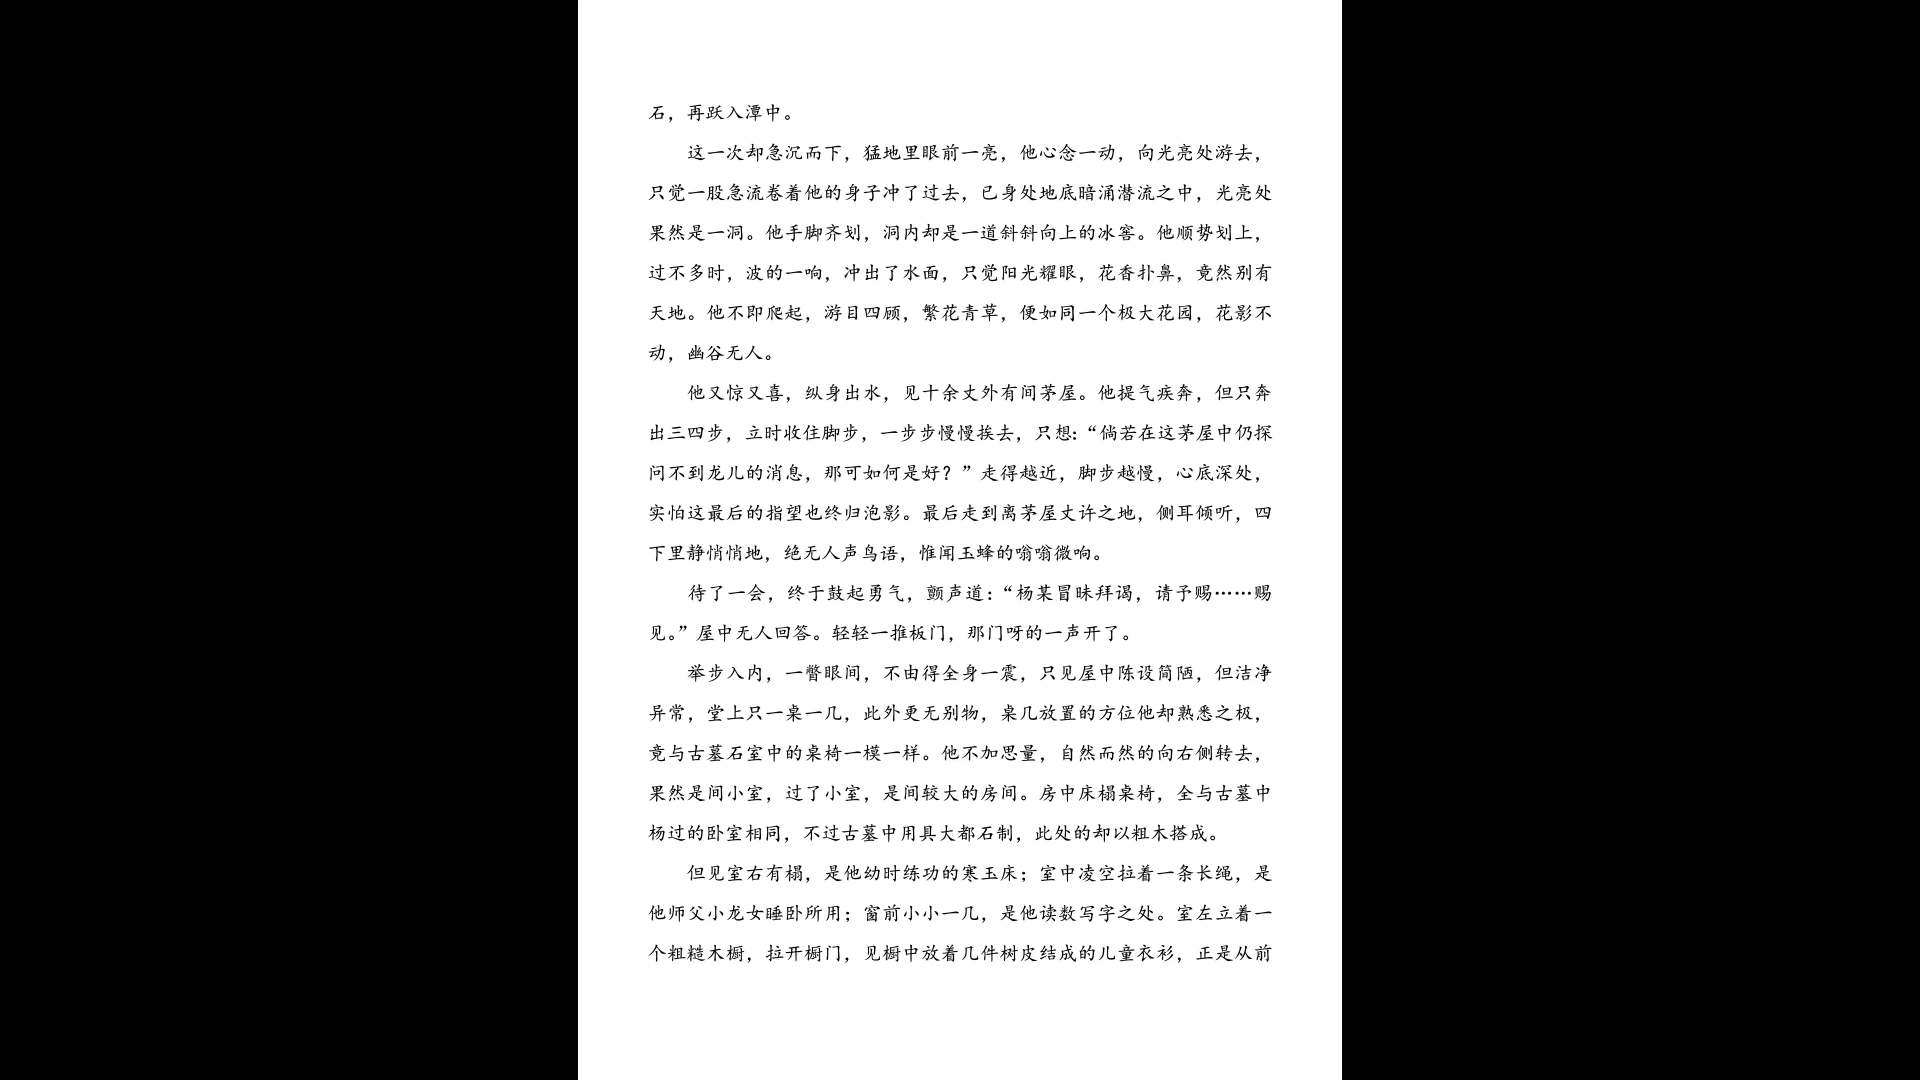 石，再跃入潭中。
这一次却急沉而下，猛地里眼前一亮，他心念一动，向光亮处游去，
只觉一股急流卷着他的身子冲了过去，已身处地底暗涌潜流之中，光亮处
果然是一洞。他手脚齐划，洞内却是一道斜斜向上的冰窖。他顺势划上，
过不多时，波的一响，冲出了水面，只觉阳光耀眼，花香扑鼻，竟然别有
天地。他不即爬起，游目四顾，繁花青草，便如同一个极大花园，花影不
动，幽谷无人。
他又惊又喜，纵身出水，见十余丈外有间茅屋。他提气疾奔，但只奔
出三四步，立时收住脚步，一步步慢慢挨去，只想：“倘若在这茅屋中仍探
问不到龙儿的消息，那可如何是好？”走得越近，脚步越慢，心底深处，
实怕这最后的指望也终归泡影。最后走到离茅屋丈许之地，侧耳倾听，四
下里静悄悄地，绝无人声鸟语，惟闻玉蜂的嗡嗡微响。
待了一会，终于鼓起勇气，颤声道：“杨某冒昧拜谒，请予赐……赐
见。”屋中无人回答。轻轻一推板门，那门呀的一声开了。
举步入内，一瞥眼间，不由得全身一震，只见屋中陈设简陋，但洁净
异常，堂上只一桌一几，此外更无别物，桌几放置的方位他却熟悉之极，
竟与古墓石室中的桌椅一模一样。他不加思量，自然而然的向右侧转去，
果然是间小室，过了小室，是间较大的房间。房中床榻桌椅，全与古墓中
杨过的卧室相同，不过古墓中用具大都石制，此处的却以粗木搭成。
但见室右有榻，是他幼时练功的寒玉床；室中凌空拉着一条长绳，是
他师父小龙女睡卧所用；窗前小小一几，是他读数写字之处。室左立着一
个粗糙木橱，拉开橱门，见橱中放着几件树皮结成的儿童衣衫，正是从前